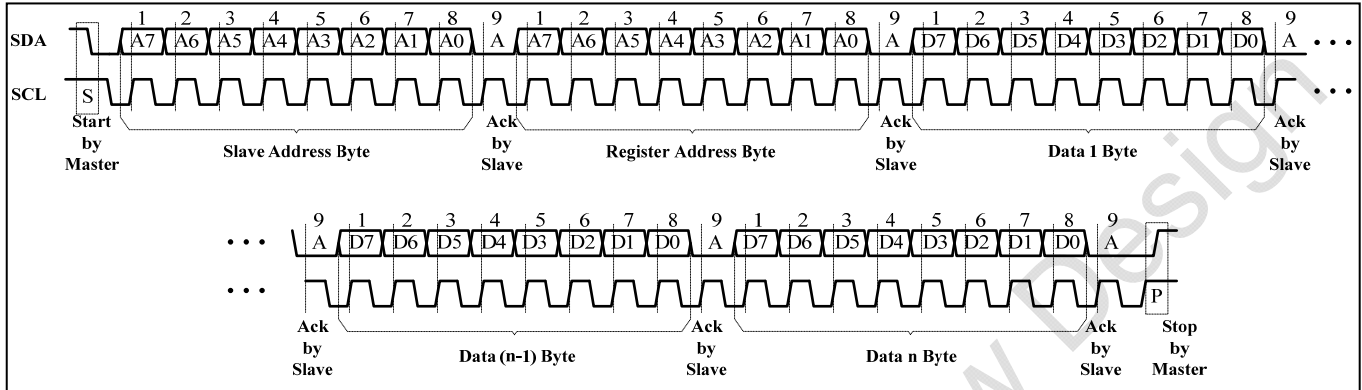 1 2 3 4 5 6 7 8 9 1 2 3 4 5 6 7 8 9 1 2 3 4 5 6 7 8 9
SDA A7 A6 A5 A4 A3 A2 A1 A0 A A7 A6 A5 A4 A3 A2 A1 A0 A D7 D6 D5 D4 D3 D2 D1 D0 A • • •
SCL S • • •
Start by Master
Slave Address Byte
Ack by Slave
Register Address Byte
Ack by Slave
Data 1 Byte
Ack by Slave
9 1 2 3 4 5 6 7 8 9 1 2 3 4 5 6 7 8 9
• • • A D7 D6 D5 D4 D3 D2 D1 D0 A D7 D6 D5 D4 D3 D2 D1 D0 A
• • • P
Ack by Slave
Data (n-1) Byte
Ack by Slave
Data n Byte
Ack by Slave
Stop by Master
w Design